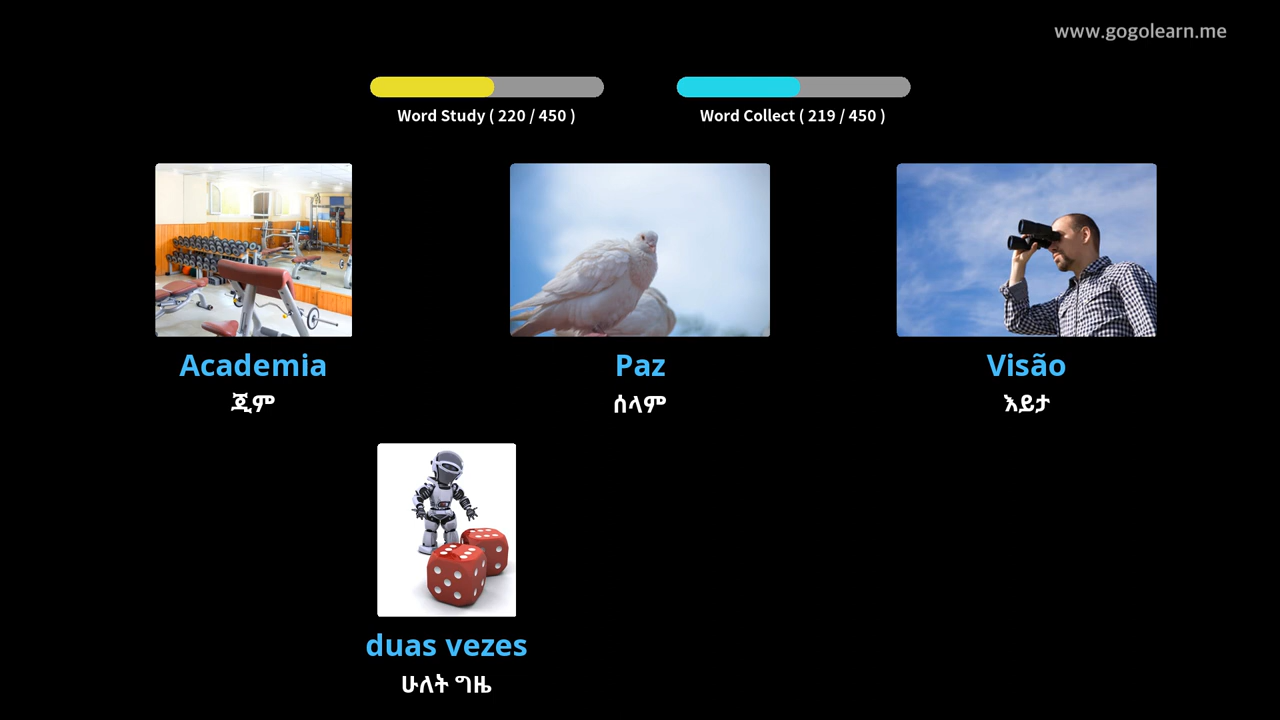 www.gogolearn.me
Word Study ( 220 / 450 )
Word Collect ( 219 / 450 )
Academia
ጂም
Paz
ሰላም
Visão
እይታ
duas vezes
ሁለት ግዜ